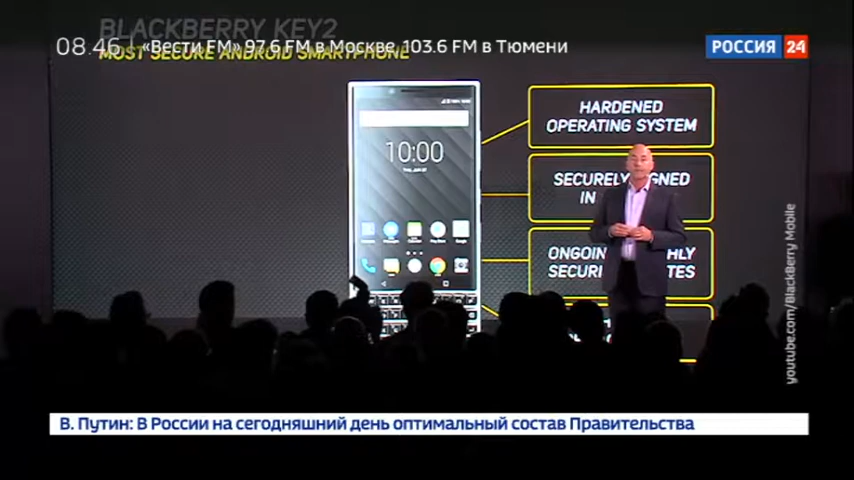 BLACKBERRY KEY2
08.46
«Вести FM» 97.6 FM в Москве, 103.6 FM в Тюмени
РОССИЯ 24
MOST SECURE ANDROID SMARTPHONE
HARDENED
OPERATING SYSTEM
10:00
IN
youtube.com/BlackBerry Mobile
В. Путин: В России на сегодняшний день оптимальный состав Правительства